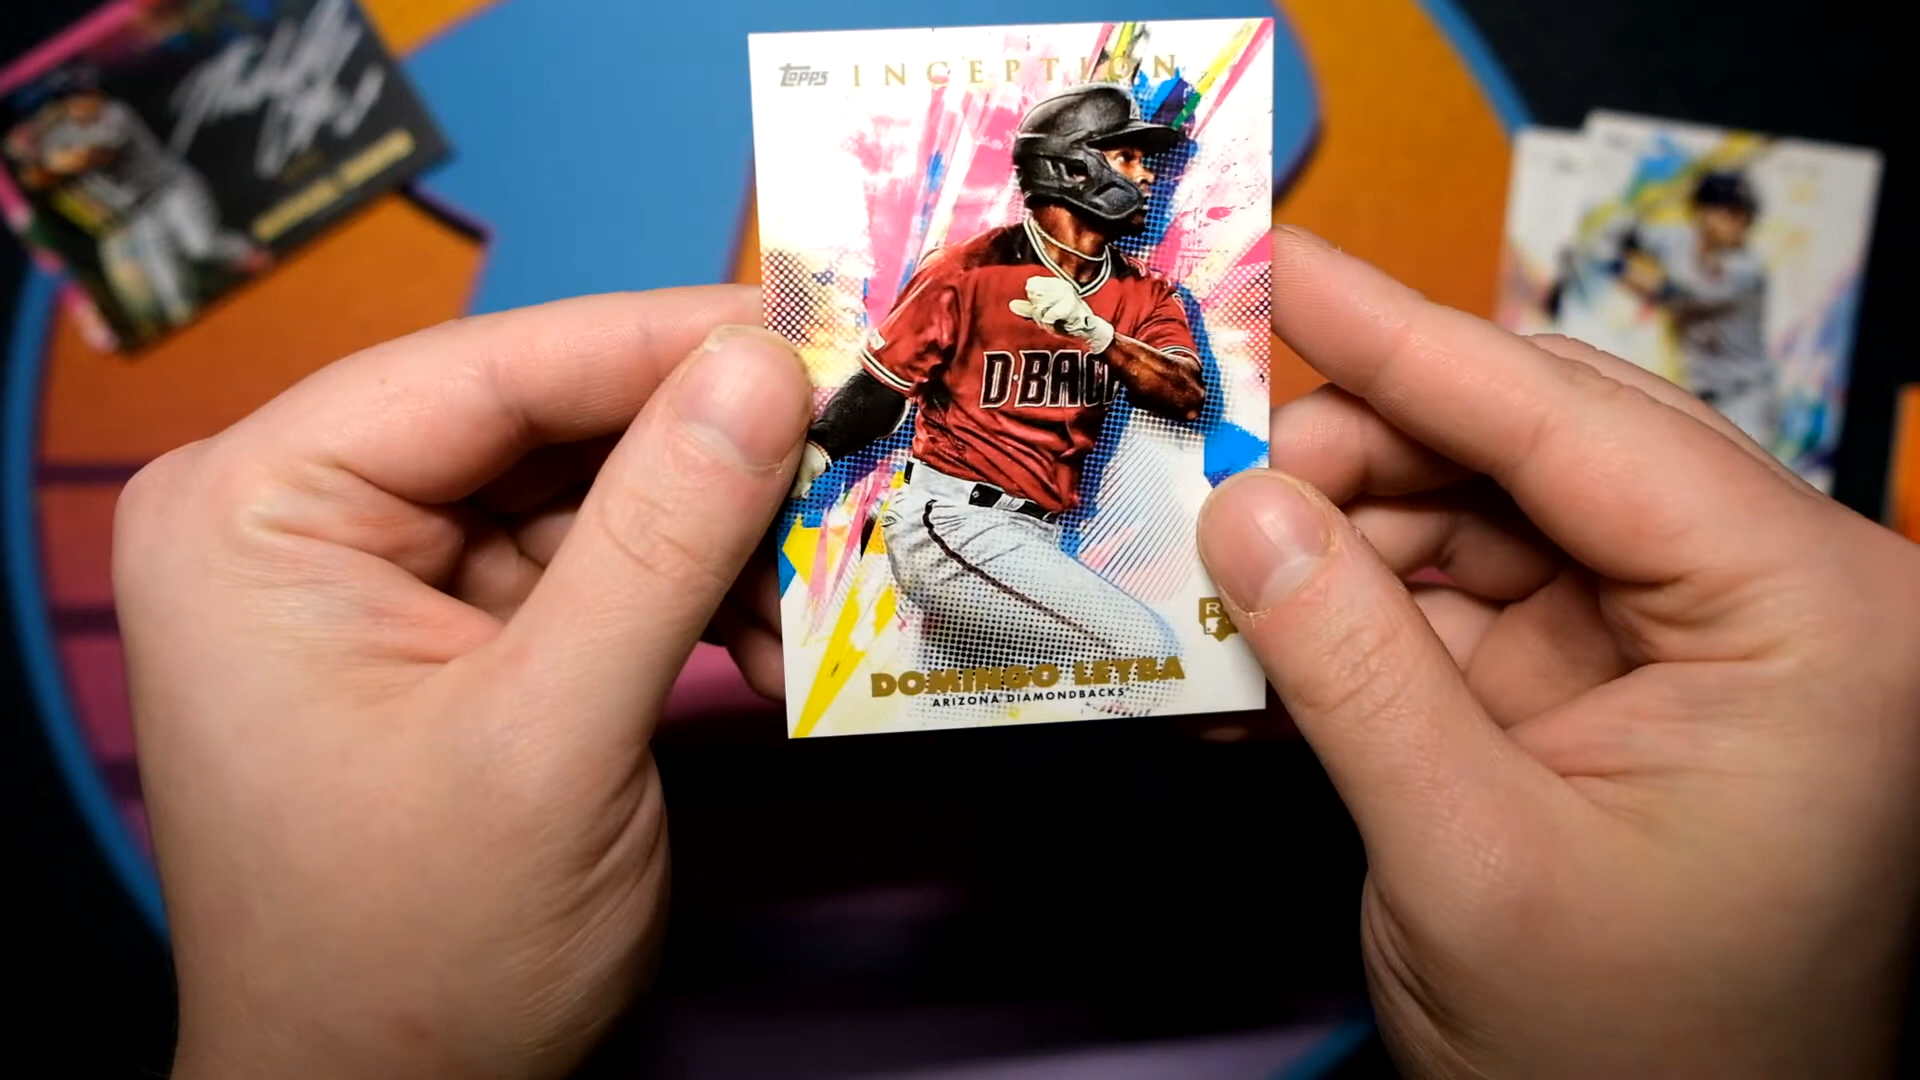 Topps INCEPTION
D·BAC
R
DOMINGO LEYBA
ARIZONA DIAMONDBACKS